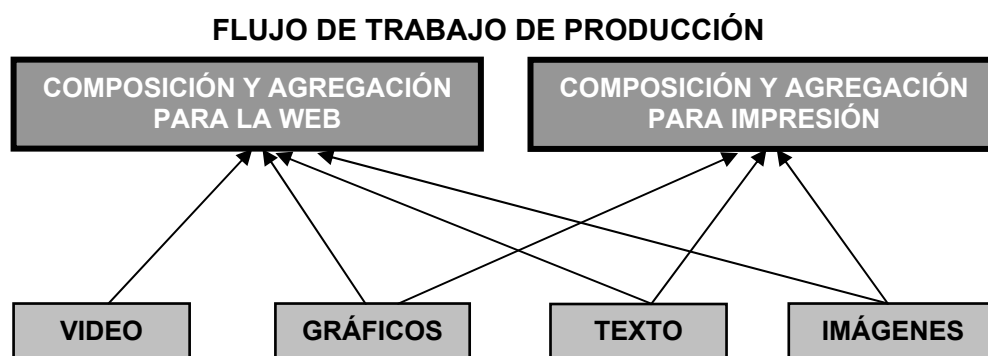 FLUJO DE TRABAJO DE PRODUCCIÓN
COMPOSICIÓN Y AGREGACIÓN
PARA LA WEB
COMPOSICIÓN Y AGREGACIÓN
PARA IMPRESIÓN
VIDEO
GRÁFICOS
TEXTO
IMÁGENES